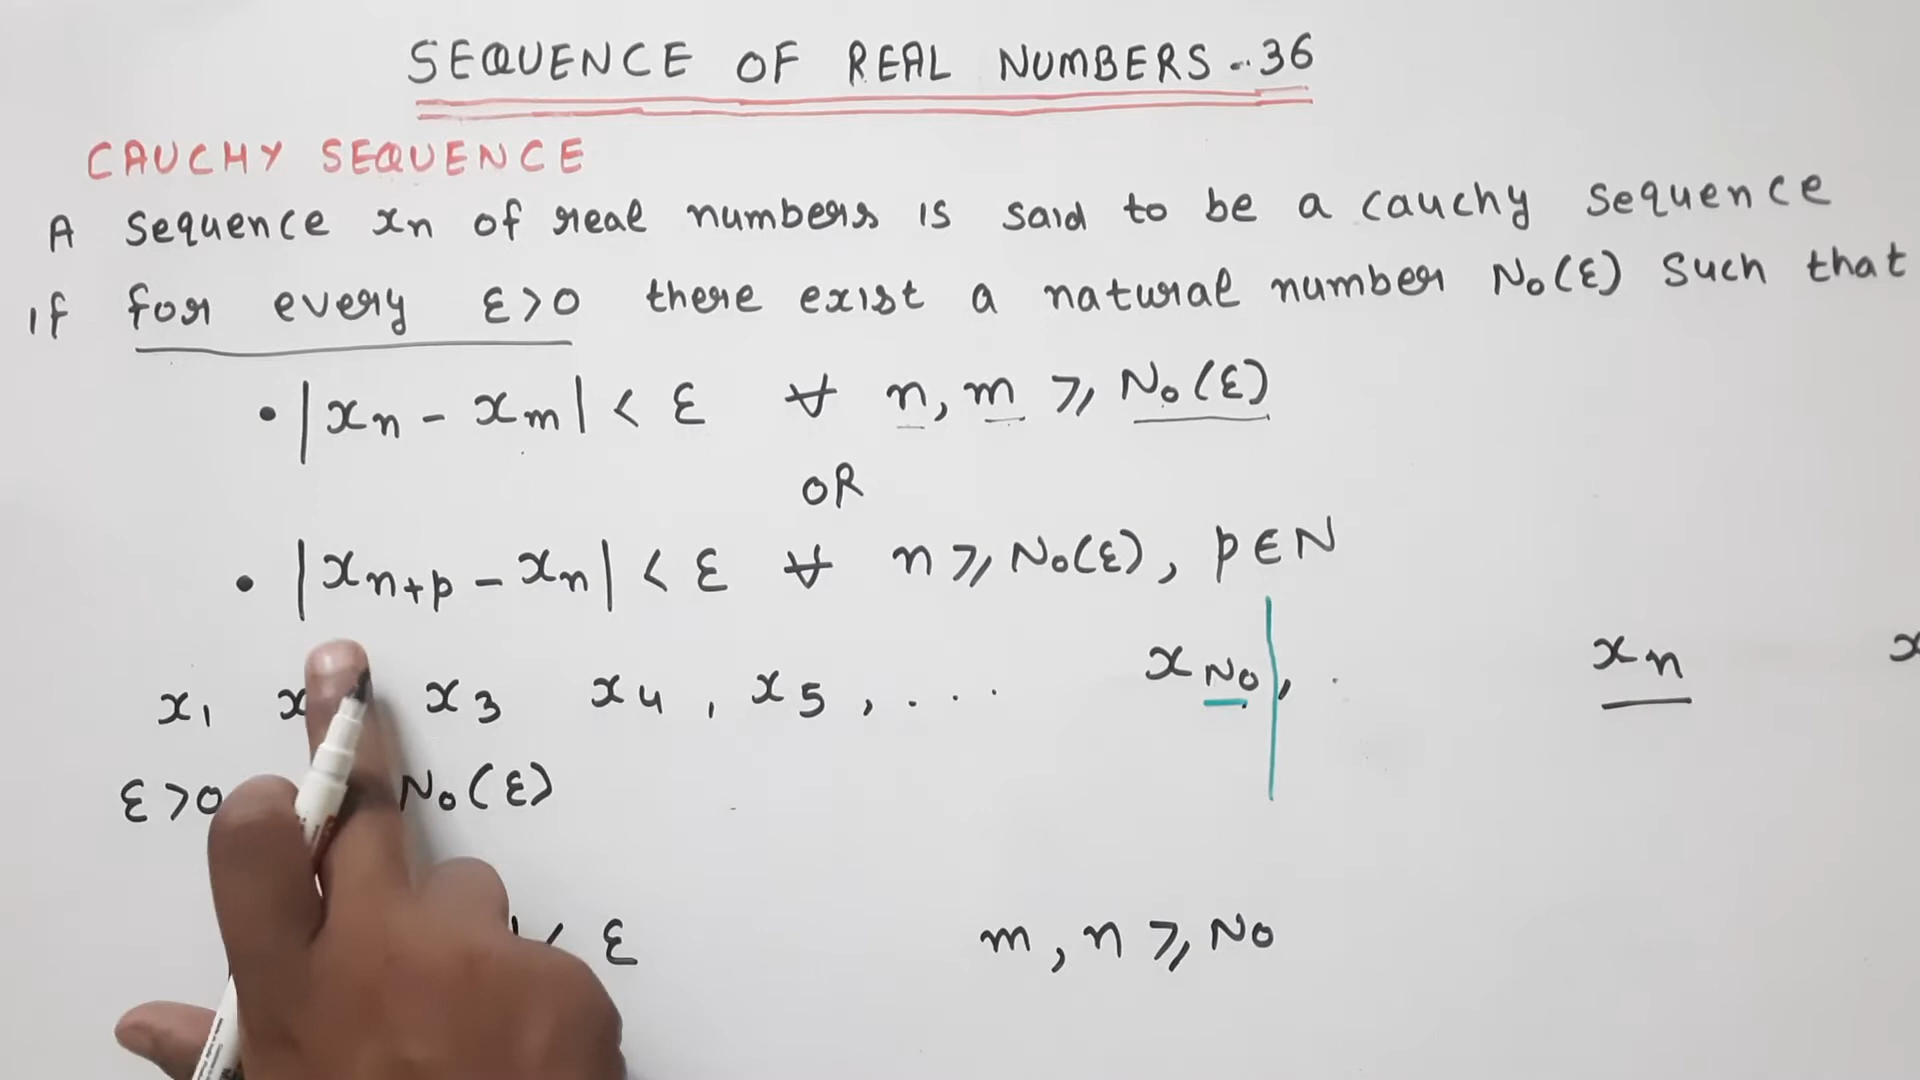 SEQUENCE OF REAL NUMBERS -- 36
CAUCHY SEQUENCE
A sequence xn of real numbers is said to be a cauchy sequence
if for every ε>0 there exist a natural number N₀(ε) such that
• |xₙ - xₘ| < ε ∀ n, m ⩾ N₀(ε)
OR
• |xₙ₊ₚ - xₙ| < ε ∀ n ⩾ N₀(ε), p ∈ N
x₁ x x₃ x₄ , x₅ , . . . x_N₀ , . xₙ x
ε>0 N₀(ε)
< ε m , n ⩾ N₀